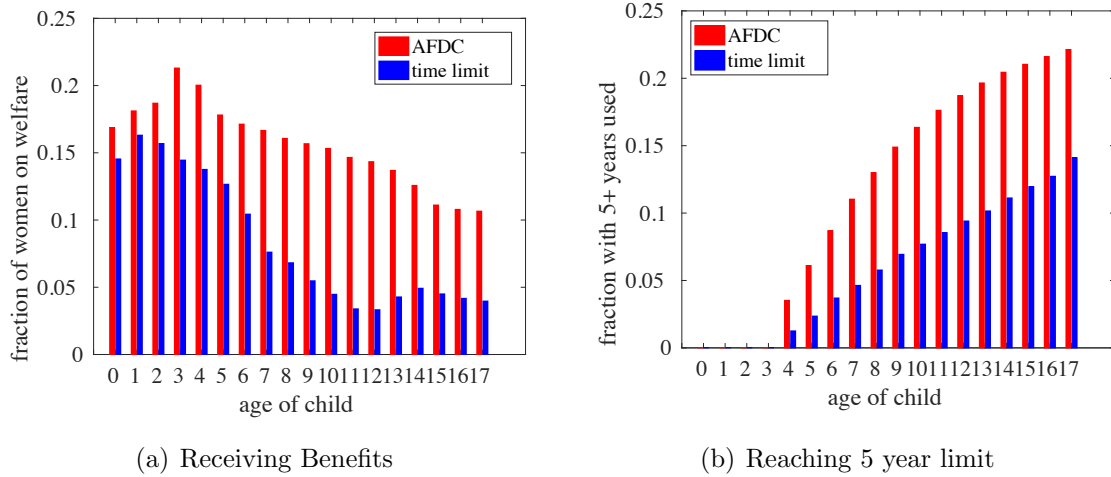 AFDC
time limit
fraction of women on welfare
0.25
0.2
0.15
0.1
0.05
0
0 1 2 3 4 5 6 7 8 9 10 11 12 13 14 15 16 17
age of child
(a) Receiving Benefits
AFDC
time limit
fraction with 5+ years used
0.25
0.2
0.15
0.1
0.05
0
0 1 2 3 4 5 6 7 8 9 10 11 12 13 14 15 16 17
age of child
(b) Reaching 5 year limit